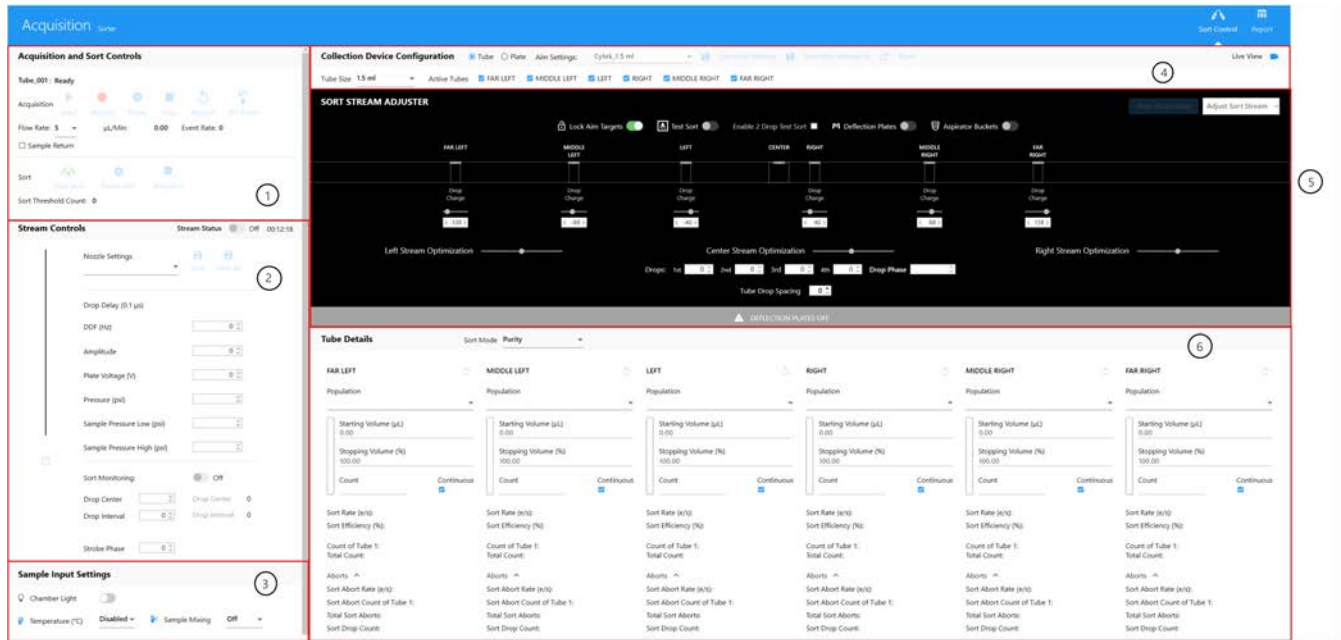 Acquisition Sorter
Sort Control Report
Acquisition and Sort Controls
Tube_001 : Ready
Acquisition
Flow Rate: 5 µL/Min 0.00 Event Rate: 0
Sample Return
Sort
Sort Threshold Count: 0
1
Stream Controls Stream Status Off 00:12:18
Nozzle Settings
2
Drop Delay (0.1 µs)
DDF (Hz) 0
Amplitude 0
Plate Voltage (V) 0
Pressure (psi)
Sample Pressure Low (psi)
Sample Pressure High (psi)
Sort Monitoring Off
Drop Center Drop Center 0
Drop Interval 0 Drop Interval 0
Strobe Phase 0
Sample Input Settings
3
Chamber Light
Temperature (°C) Disabled Sample Mixing Off
Collection Device Configuration Tube Plate Aim Settings: Cytek_1.5 ml Live View
Tube Size 1.5 ml Active Tubes: FAR LEFT MIDDLE LEFT LEFT RIGHT MIDDLE RIGHT FAR RIGHT
4
SORT STREAM ADJUSTER Adjust Sort Stream
Lock Aim Targets Test Sort Enable 2 Drop Test Sort Deflection Plates Aspirator Buckets
FAR LEFT MIDDLE LEFT LEFT CENTER RIGHT MIDDLE RIGHT FAR RIGHT
5
Drop Charge Drop Charge Drop Charge Drop Charge Drop Charge Drop Charge
Left Stream Optimization Center Stream Optimization Right Stream Optimization
Drops: 1st 0 2nd 0 3rd 0 4th 0 Drop Phase
Tube Drop Spacing 0
DEFLECTION PLATES OFF
Tube Details Sort Mode Purity
6
FAR LEFT MIDDLE LEFT LEFT RIGHT MIDDLE RIGHT FAR RIGHT
Population Population Population Population Population Population
Starting Volume (µL) Starting Volume (µL) Starting Volume (µL) Starting Volume (µL) Starting Volume (µL) Starting Volume (µL)
0.00 0.00 0.00 0.00 0.00 0.00
Stopping Volume (%) Stopping Volume (%) Stopping Volume (%) Stopping Volume (%) Stopping Volume (%) Stopping Volume (%)
100.00 100.00 100.00 100.00 100.00 100.00
Count Continuous Count Continuous Count Continuous Count Continuous Count Continuous Count Continuous
Sort Rate (e/s): Sort Rate (e/s): Sort Rate (e/s): Sort Rate (e/s): Sort Rate (e/s): Sort Rate (e/s):
Sort Efficiency (%): Sort Efficiency (%): Sort Efficiency (%): Sort Efficiency (%): Sort Efficiency (%): Sort Efficiency (%):
Count of Tube 1: Count of Tube 1: Count of Tube 1: Count of Tube 1: Count of Tube 1: Count of Tube 1:
Total Count: Total Count: Total Count: Total Count: Total Count: Total Count:
Aborts Aborts Aborts Aborts Aborts Aborts
Sort Abort Rate (e/s): Sort Abort Rate (e/s): Sort Abort Rate (e/s): Sort Abort Rate (e/s): Sort Abort Rate (e/s): Sort Abort Rate (e/s):
Sort Abort Count of Tube 1: Sort Abort Count of Tube 1: Sort Abort Count of Tube 1: Sort Abort Count of Tube 1: Sort Abort Count of Tube 1: Sort Abort Count of Tube 1:
Total Sort Aborts: Total Sort Aborts: Total Sort Aborts: Total Sort Aborts: Total Sort Aborts: Total Sort Aborts:
Sort Drop Count: Sort Drop Count: Sort Drop Count: Sort Drop Count: Sort Drop Count: Sort Drop Count: